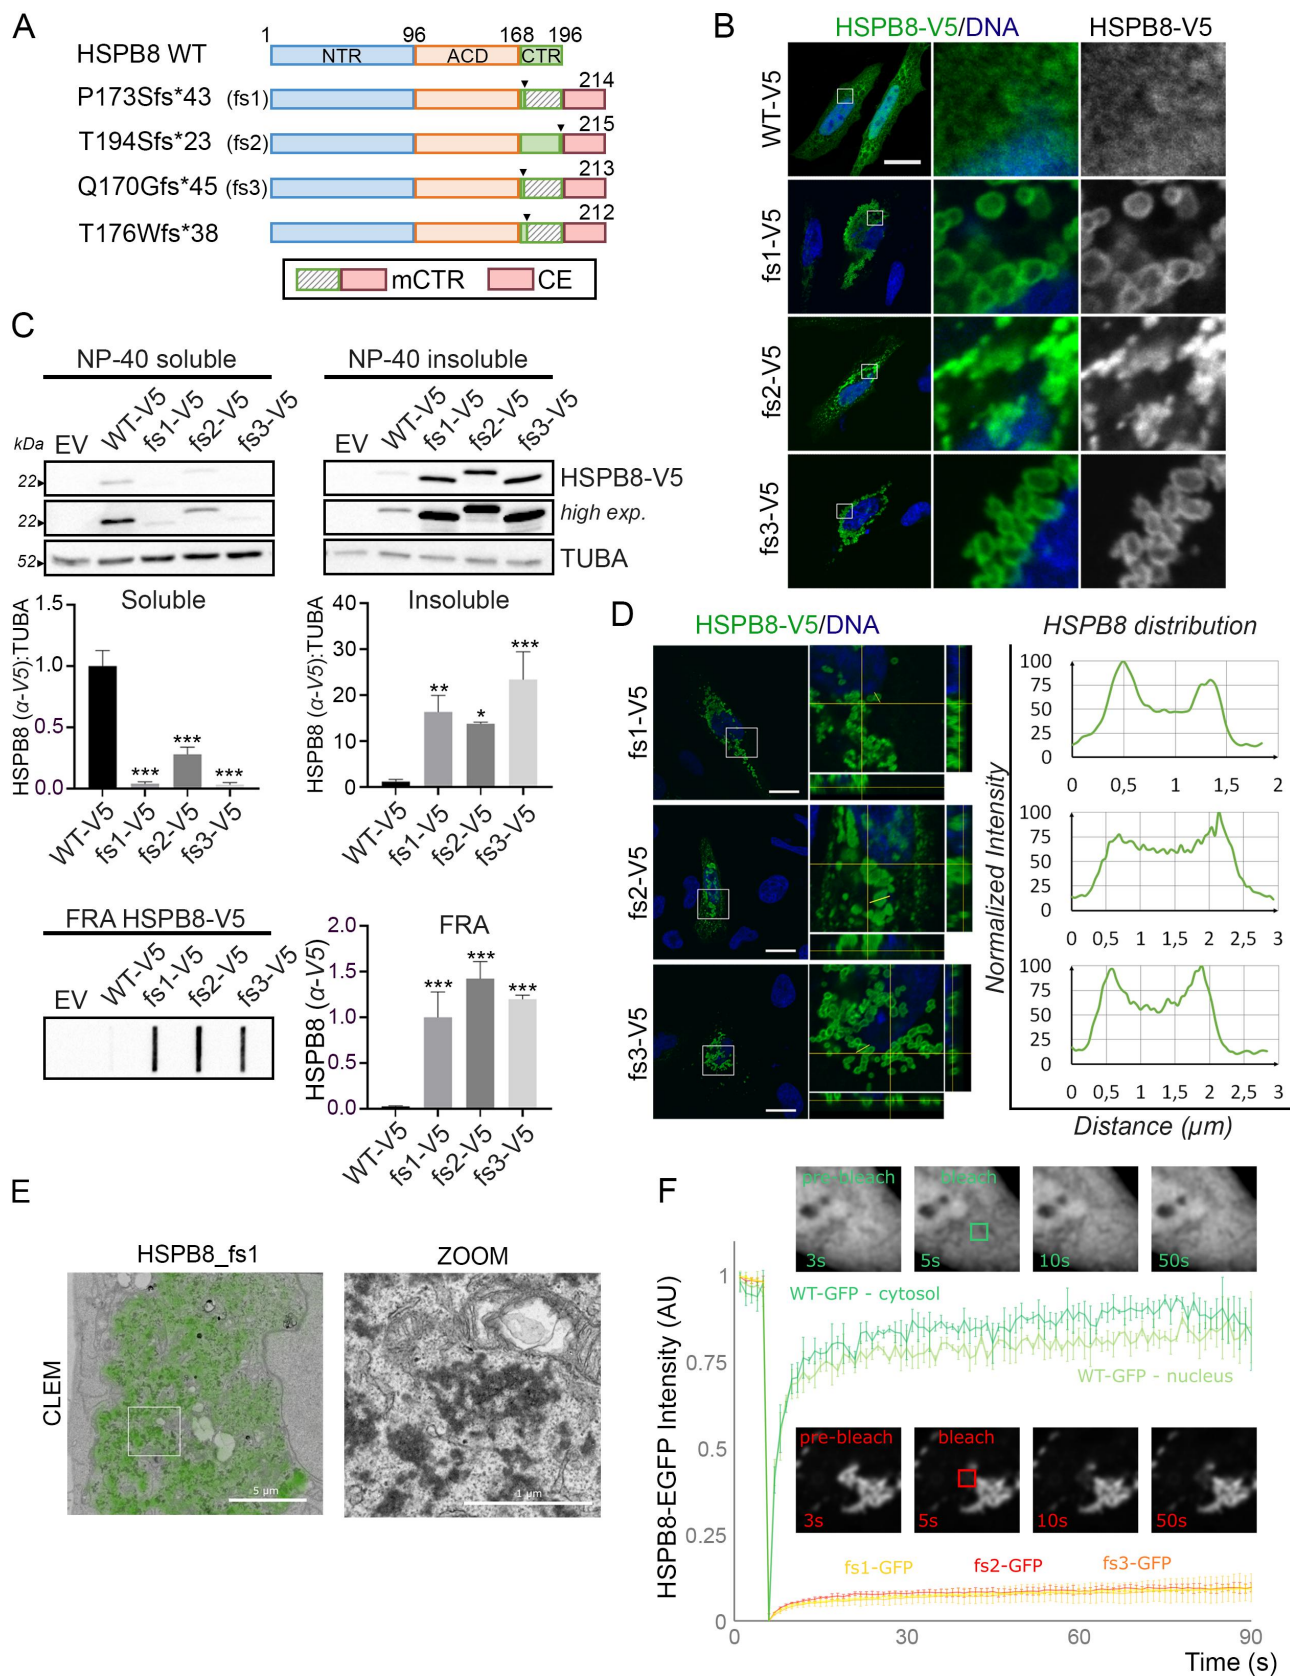 A
1 96 168 196
HSPB8 WT NTR ACD CTR
P173Sfs*43 (fs1) 214
T194Sfs*23 (fs2) 215
Q170Gfs*45 (fs3) 213
T176Wfs*38 212
mCTR CE
B
HSPB8-V5/DNA HSPB8-V5
WT-V5
fs1-V5
fs2-V5
fs3-V5
C
NP-40 soluble NP-40 insoluble
kDa EV WT-V5 fs1-V5 fs2-V5 fs3-V5 EV WT-V5 fs1-V5 fs2-V5 fs3-V5
22 HSPB8-V5
22 high exp.
52 TUBA
Soluble
HSPB8 (α-V5):TUBA
1.5
1.0
0.5
0.0
*** *** ***
WT-V5 fs1-V5 fs2-V5 fs3-V5
Insoluble
HSPB8 (α-V5):TUBA
40
30
20
10
0
** * ***
WT-V5 fs1-V5 fs2-V5 fs3-V5
FRA HSPB8-V5
EV WT-V5 fs1-V5 fs2-V5 fs3-V5
FRA
HSPB8 (α-V5)
2.0
1.5
1.0
0.5
0.0
*** *** ***
WT-V5 fs1-V5 fs2-V5 fs3-V5
D
HSPB8-V5/DNA HSPB8 distribution
fs1-V5
fs2-V5
fs3-V5
Normalized Intensity
100
75
50
25
0
0 0,5 1 1,5 2
100
75
50
25
0
0 0,5 1 1,5 2 2,5 3
100
75
50
25
0
0 0,5 1 1,5 2 2,5 3
Distance (µm)
E
HSPB8_fs1 ZOOM
CLEM
5 µm 1 µm
F
pre-bleach bleach
3s 5s 10s 50s
HSPB8-EGFP Intensity (AU)
1
0.75
0.5
0.25
0
WT-GFP - cytosol
WT-GFP - nucleus
pre-bleach bleach
3s 5s 10s 50s
fs1-GFP fs2-GFP fs3-GFP
0 30 60 90
Time (s)